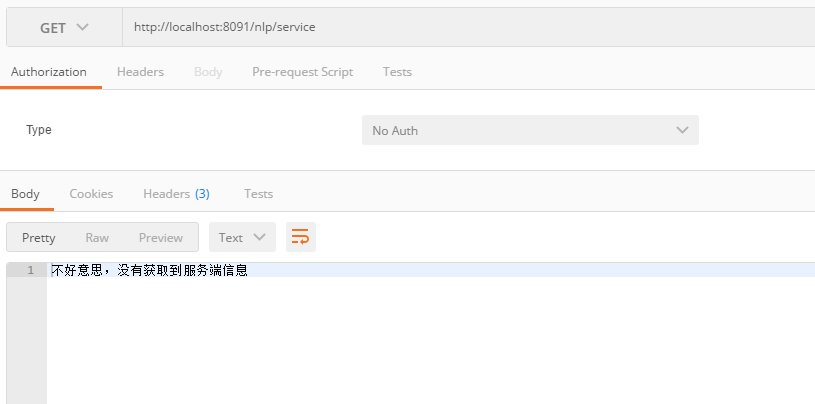 GET http://localhost:8091/nlp/service
Authorization Headers Body Pre-request Script Tests
Type No Auth
Body Cookies Headers (3) Tests
Pretty Raw Preview Text
1 不好意思，没有获取到服务端信息